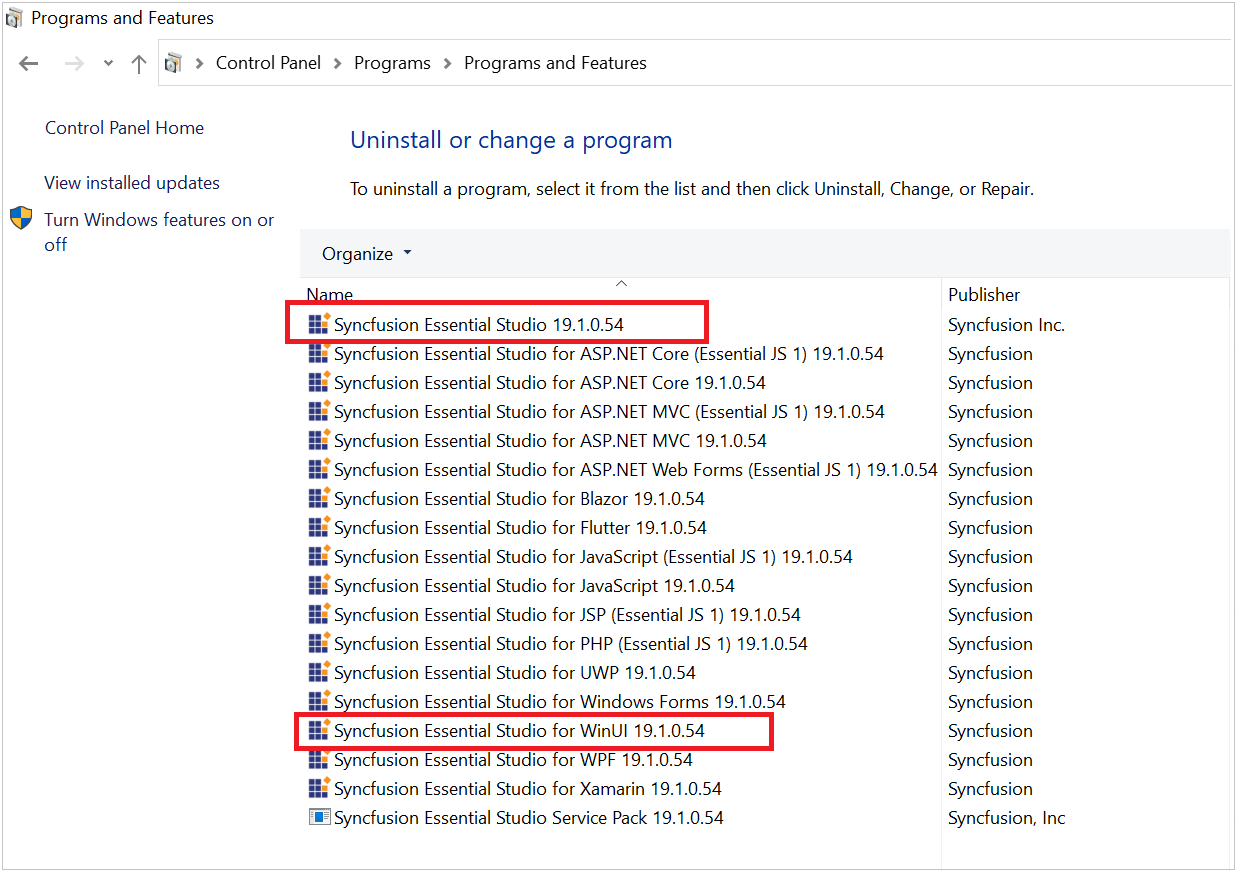 Programs and Features
Control Panel > Programs > Programs and Features
Control Panel Home
View installed updates
Turn Windows features on or
off
Uninstall or change a program
To uninstall a program, select it from the list and then click Uninstall, Change, or Repair.
Organize
Name Publisher
Syncfusion Essential Studio 19.1.0.54 Syncfusion Inc.
Syncfusion Essential Studio for ASP.NET Core (Essential JS 1) 19.1.0.54 Syncfusion
Syncfusion Essential Studio for ASP.NET Core 19.1.0.54 Syncfusion
Syncfusion Essential Studio for ASP.NET MVC (Essential JS 1) 19.1.0.54 Syncfusion
Syncfusion Essential Studio for ASP.NET MVC 19.1.0.54 Syncfusion
Syncfusion Essential Studio for ASP.NET Web Forms (Essential JS 1) 19.1.0.54 Syncfusion
Syncfusion Essential Studio for Blazor 19.1.0.54 Syncfusion
Syncfusion Essential Studio for Flutter 19.1.0.54 Syncfusion
Syncfusion Essential Studio for JavaScript (Essential JS 1) 19.1.0.54 Syncfusion
Syncfusion Essential Studio for JavaScript 19.1.0.54 Syncfusion
Syncfusion Essential Studio for JSP (Essential JS 1) 19.1.0.54 Syncfusion
Syncfusion Essential Studio for PHP (Essential JS 1) 19.1.0.54 Syncfusion
Syncfusion Essential Studio for UWP 19.1.0.54 Syncfusion
Syncfusion Essential Studio for Windows Forms 19.1.0.54 Syncfusion
Syncfusion Essential Studio for WinUI 19.1.0.54 Syncfusion
Syncfusion Essential Studio for WPF 19.1.0.54 Syncfusion
Syncfusion Essential Studio for Xamarin 19.1.0.54 Syncfusion
Syncfusion Essential Studio Service Pack 19.1.0.54 Syncfusion, Inc